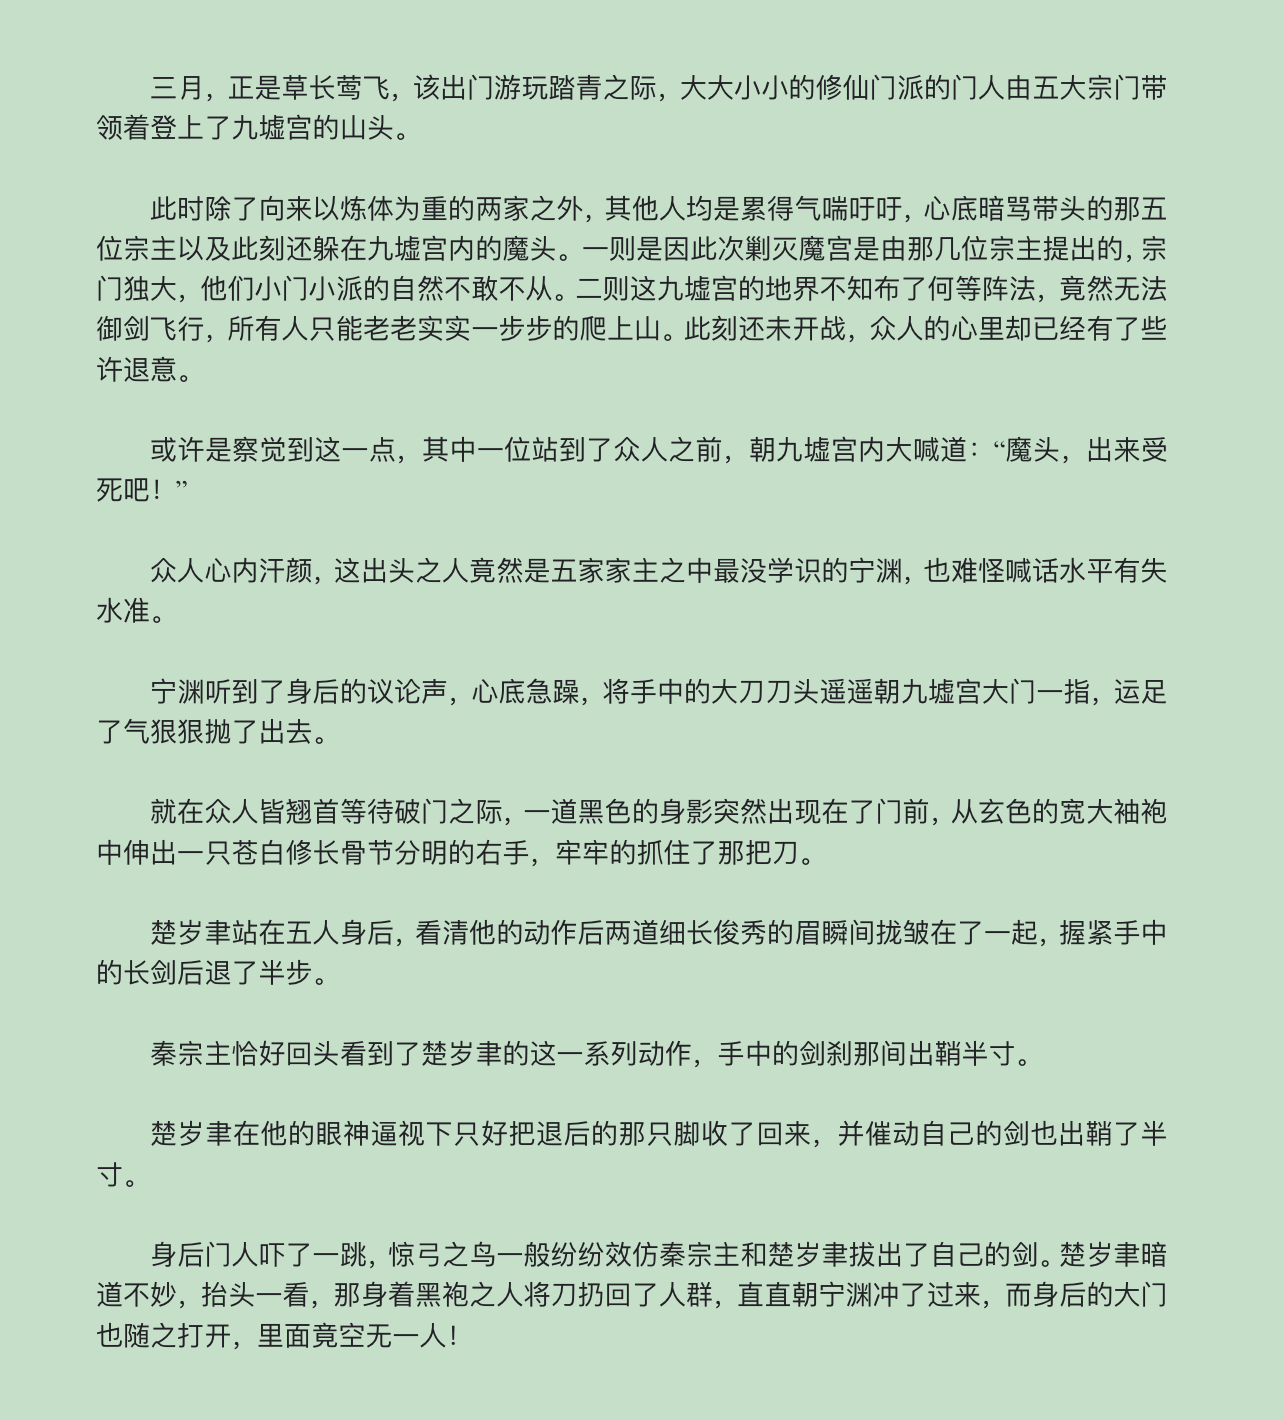 三月，正是草长莺飞，该出门游玩踏青之际，大大小小的修仙门派的门人由五大宗门带
领着登上了九墟宫的山头。
此时除了向来以炼体为重的两家之外，其他人均是累得气喘吁吁，心底暗骂带头的那五
位宗主以及此刻还躲在九墟宫内的魔头。一则是因此次剿灭魔宫是由那几位宗主提出的，宗
门独大，他们小门小派的自然不敢不从。二则这九墟宫的地界不知布了何等阵法，竟然无法
御剑飞行，所有人只能老老实实一步步的爬上山。此刻还未开战，众人的心里却已经有了些
许退意。
或许是察觉到这一点，其中一位站到了众人之前，朝九墟宫内大喊道：“魔头，出来受
死吧！”
众人心内汗颜，这出头之人竟然是五家家主之中最没学识的宁渊，也难怪喊话水平有失
水准。
宁渊听到了身后的议论声，心底急躁，将手中的大刀刀头遥遥朝九墟宫大门一指，运足
了气狠狠抛了出去。
就在众人皆翘首等待破门之际，一道黑色的身影突然出现在了门前，从玄色的宽大袖袍
中伸出一只苍白修长骨节分明的右手，牢牢的抓住了那把刀。
楚岁聿站在五人身后，看清他的动作后两道细长俊秀的眉瞬间拢皱在了一起，握紧手中
的长剑后退了半步。
秦宗主恰好回头看到了楚岁聿的这一系列动作，手中的剑刹那间出鞘半寸。
楚岁聿在他的眼神逼视下只好把退后的那只脚收了回来，并催动自己的剑也出鞘了半
寸。
身后门人吓了一跳，惊弓之鸟一般纷纷效仿秦宗主和楚岁聿拔出了自己的剑。楚岁聿暗
道不妙，抬头一看，那身着黑袍之人将刀扔回了人群，直直朝宁渊冲了过来，而身后的大门
也随之打开，里面竟空无一人！